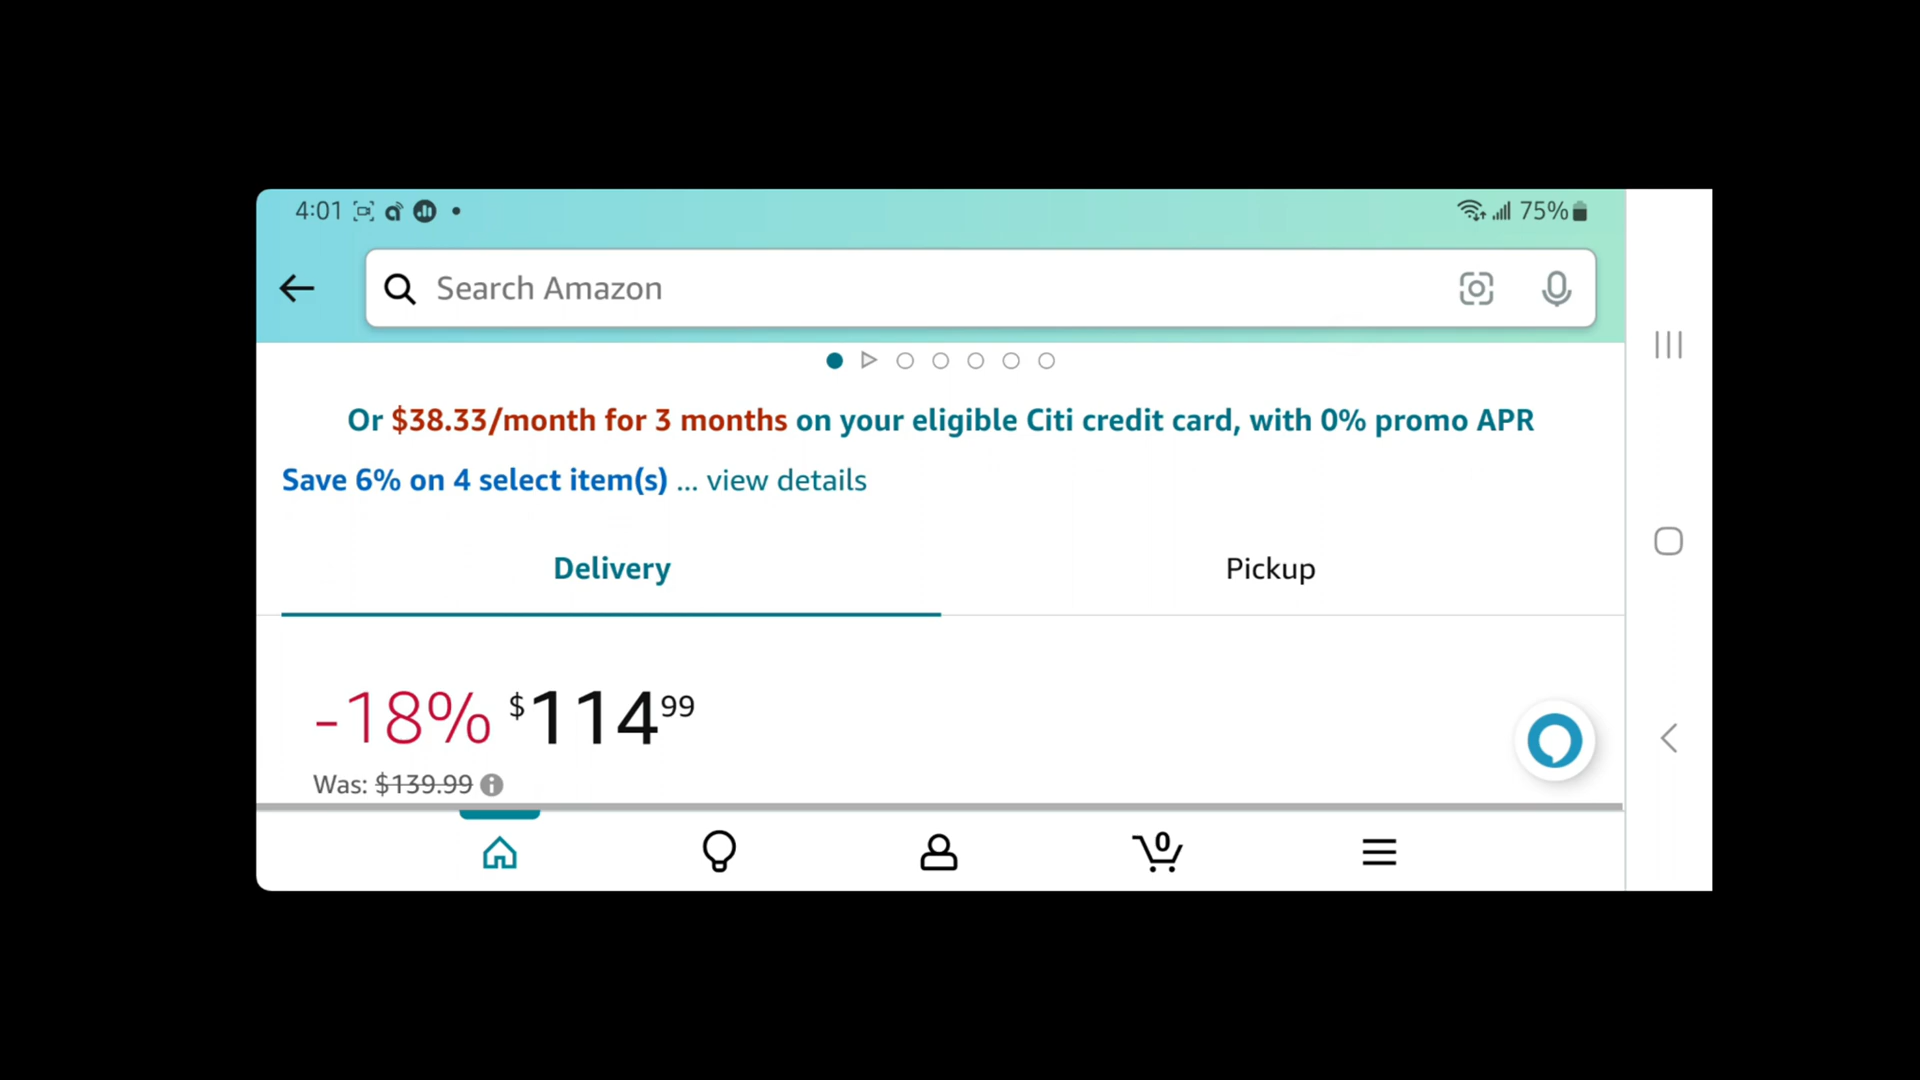 4:01 75%
Search Amazon
Or $38.33/month for 3 months on your eligible Citi credit card, with 0% promo APR
Save 6% on 4 select item(s) ... view details
Delivery Pickup
-18% $114 99
Was: $139.99
0